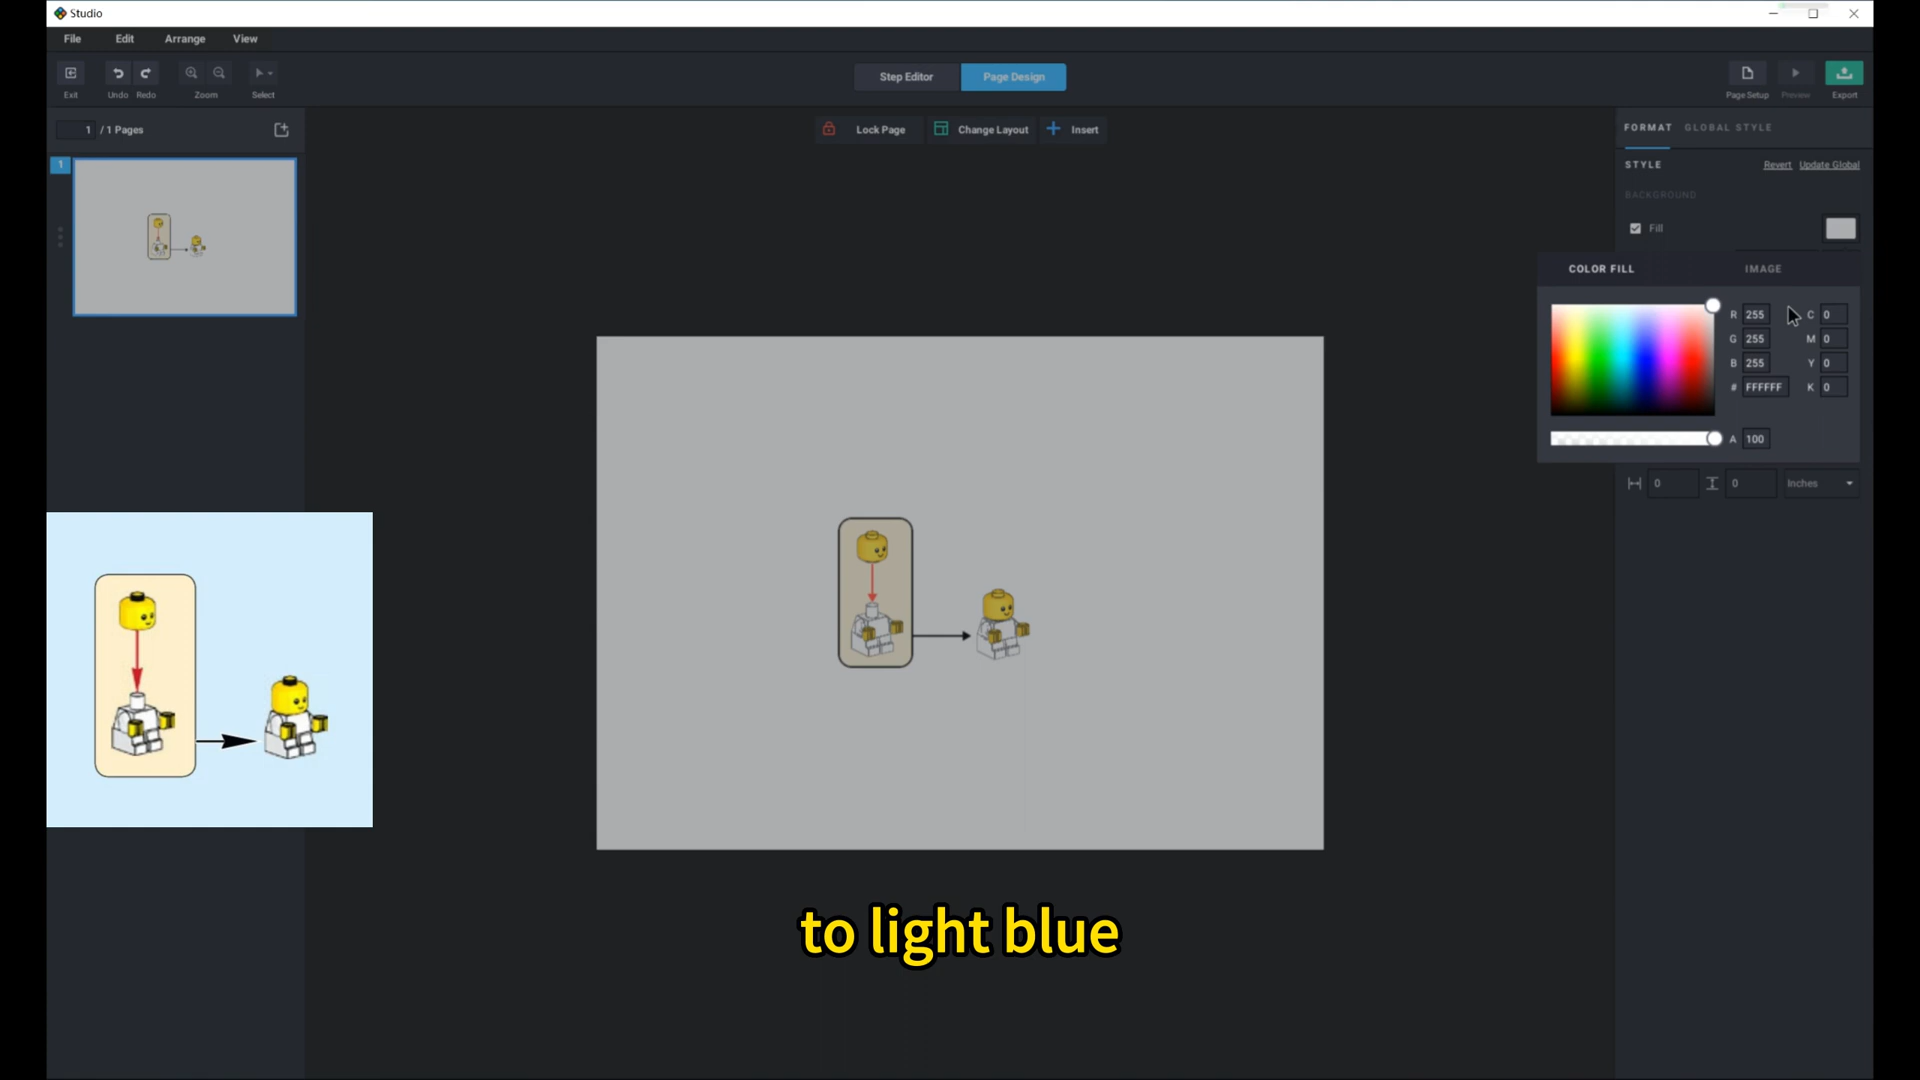 Studio
File Edit Arrange View
Exit Undo Redo Zoom Select
Step Editor Page Design
Page Setup Preview Export
1 / 1 Pages
Lock Page Change Layout Insert
FORMAT GLOBAL STYLE
STYLE Revert Update Global
BACKGROUND
Fill
1
COLOR FILL IMAGE
R 255 C 0
G 255 M 0
B 255 Y 0
# FFFFFF K 0
A 100
0 0 Inches
to light blue